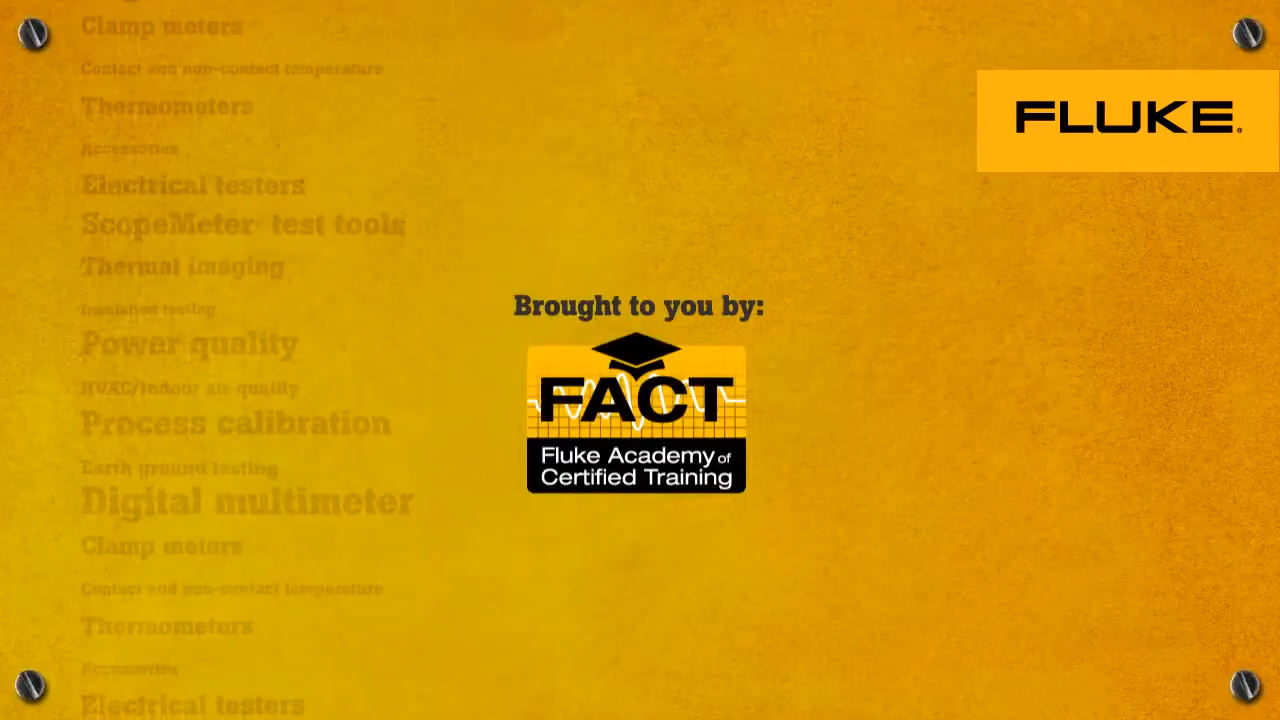 Clamp meters
Contact and non-contact temperature
Thermometers
Accessories
Electrical testers
ScopeMeter® test tools
Thermal imaging
Insulation testing
Power quality
HVAC/Indoor air quality
Process calibration
Earth ground testing
Digital multimeter
Clamp meters
Contact and non-contact temperature
Thermometers
Accessories
Electrical testers
FLUKE®
Brought to you by:
FACT
Fluke Academy of
Certified Training